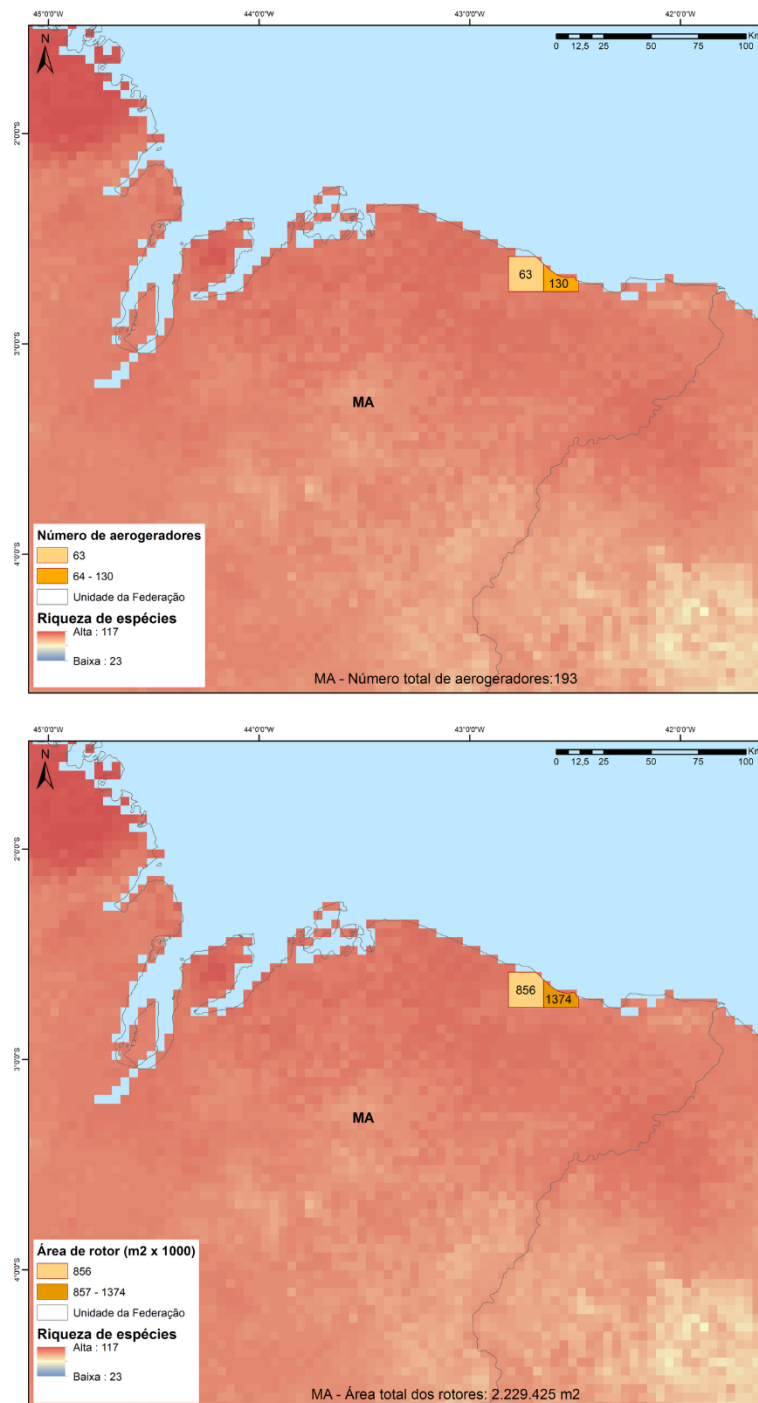 45°0'0"W 44°0'0"W 43°0'0"W 42°0'0"W
N
Km
0 12,5 25 50 75 100
2°0'0"S
3°0'0"S
4°0'0"S
63
130
MA
Número de aerogeradores
63
64 - 130
Unidade da Federação
Riqueza de espécies
Alta : 117
Baixa : 23
MA - Número total de aerogeradores:193
45°0'0"W 44°0'0"W 43°0'0"W 42°0'0"W
N
Km
0 12,5 25 50 75 100
2°0'0"S
3°0'0"S
4°0'0"S
856
1374
MA
Área de rotor (m2 x 1000)
856
857 - 1374
Unidade da Federação
Riqueza de espécies
Alta : 117
Baixa : 23
MA - Área total dos rotores: 2.229.425 m2